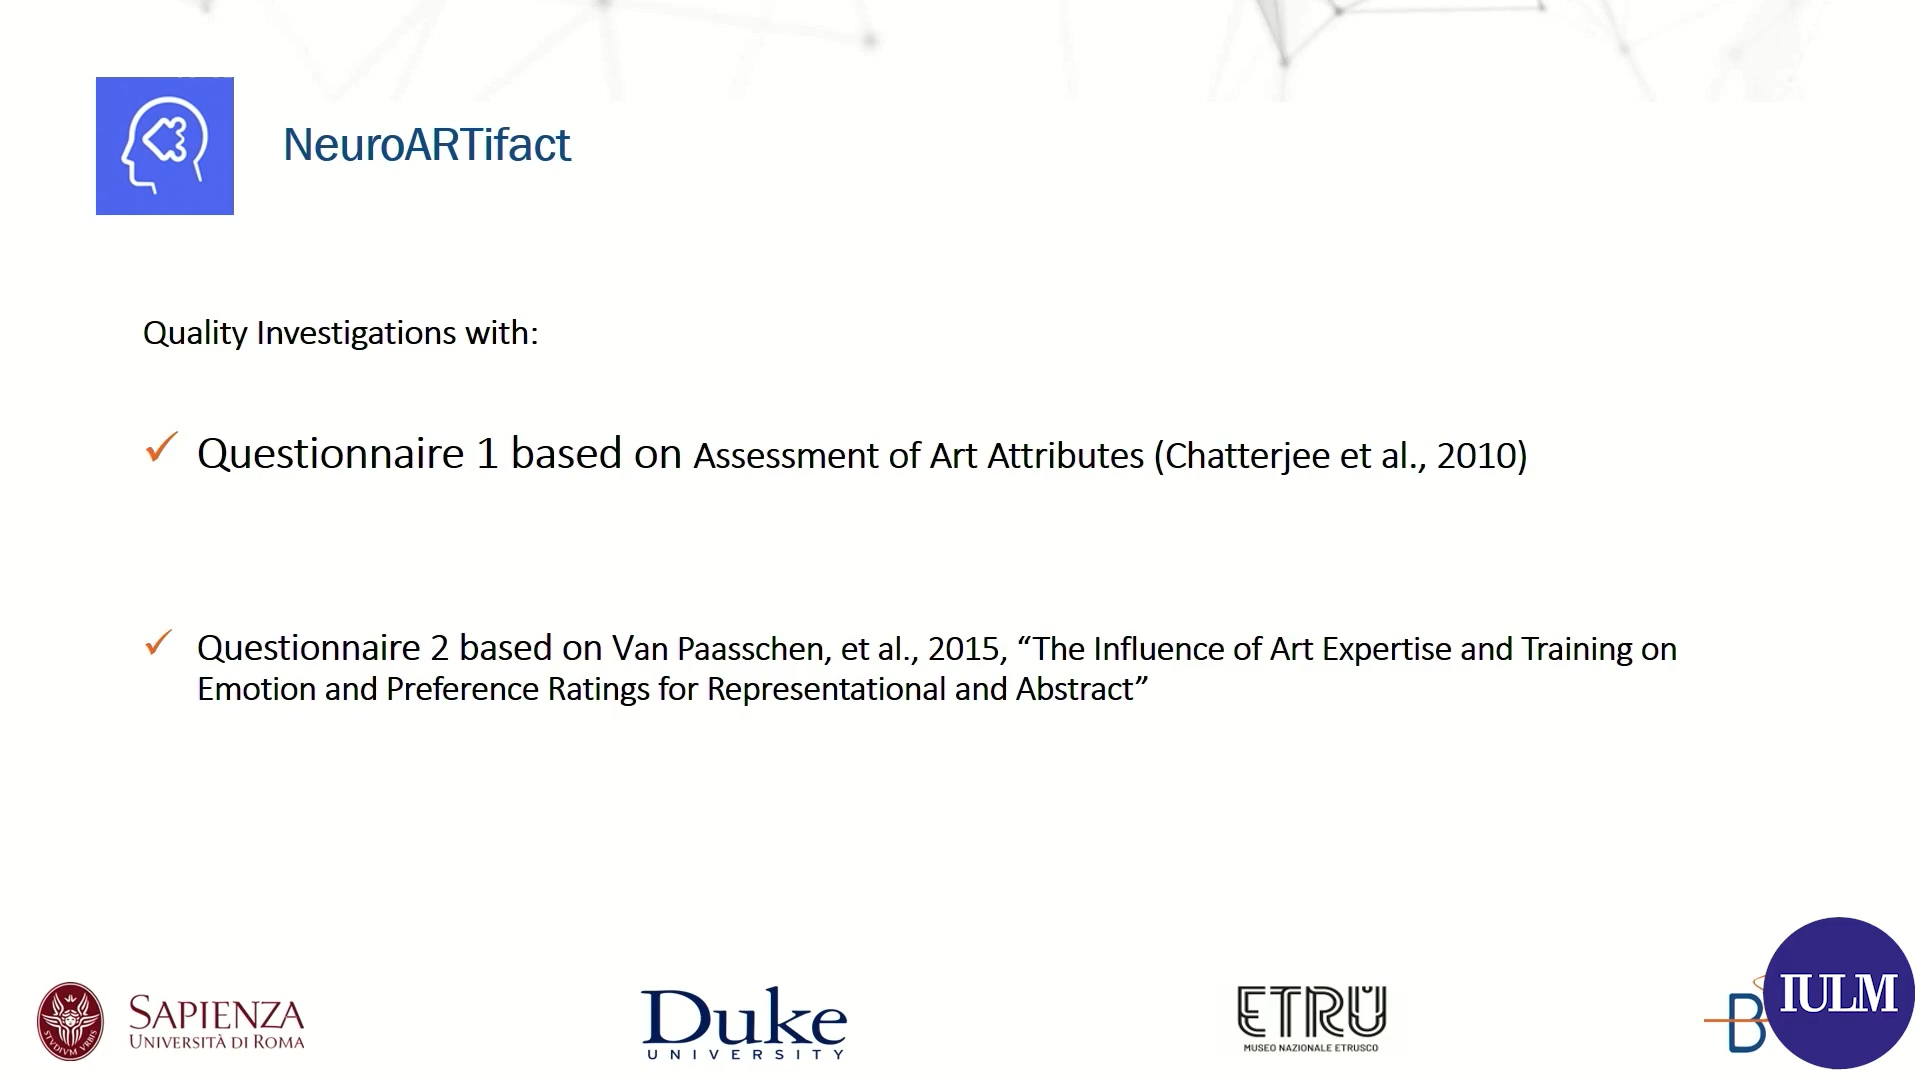 NeuroARTifact
Quality Investigations with:
✓ Questionnaire 1 based on Assessment of Art Attributes (Chatterjee et al., 2010)
✓ Questionnaire 2 based on Van Paasschen, et al., 2015, “The Influence of Art Expertise and Training on
Emotion and Preference Ratings for Representational and Abstract”
SAPIENZA
UNIVERSITÀ DI ROMA
STVDIVM VRBIS
Duke
UNIVERSITY
ETRU
MUSEO NAZIONALE ETRUSCO
B
IULM